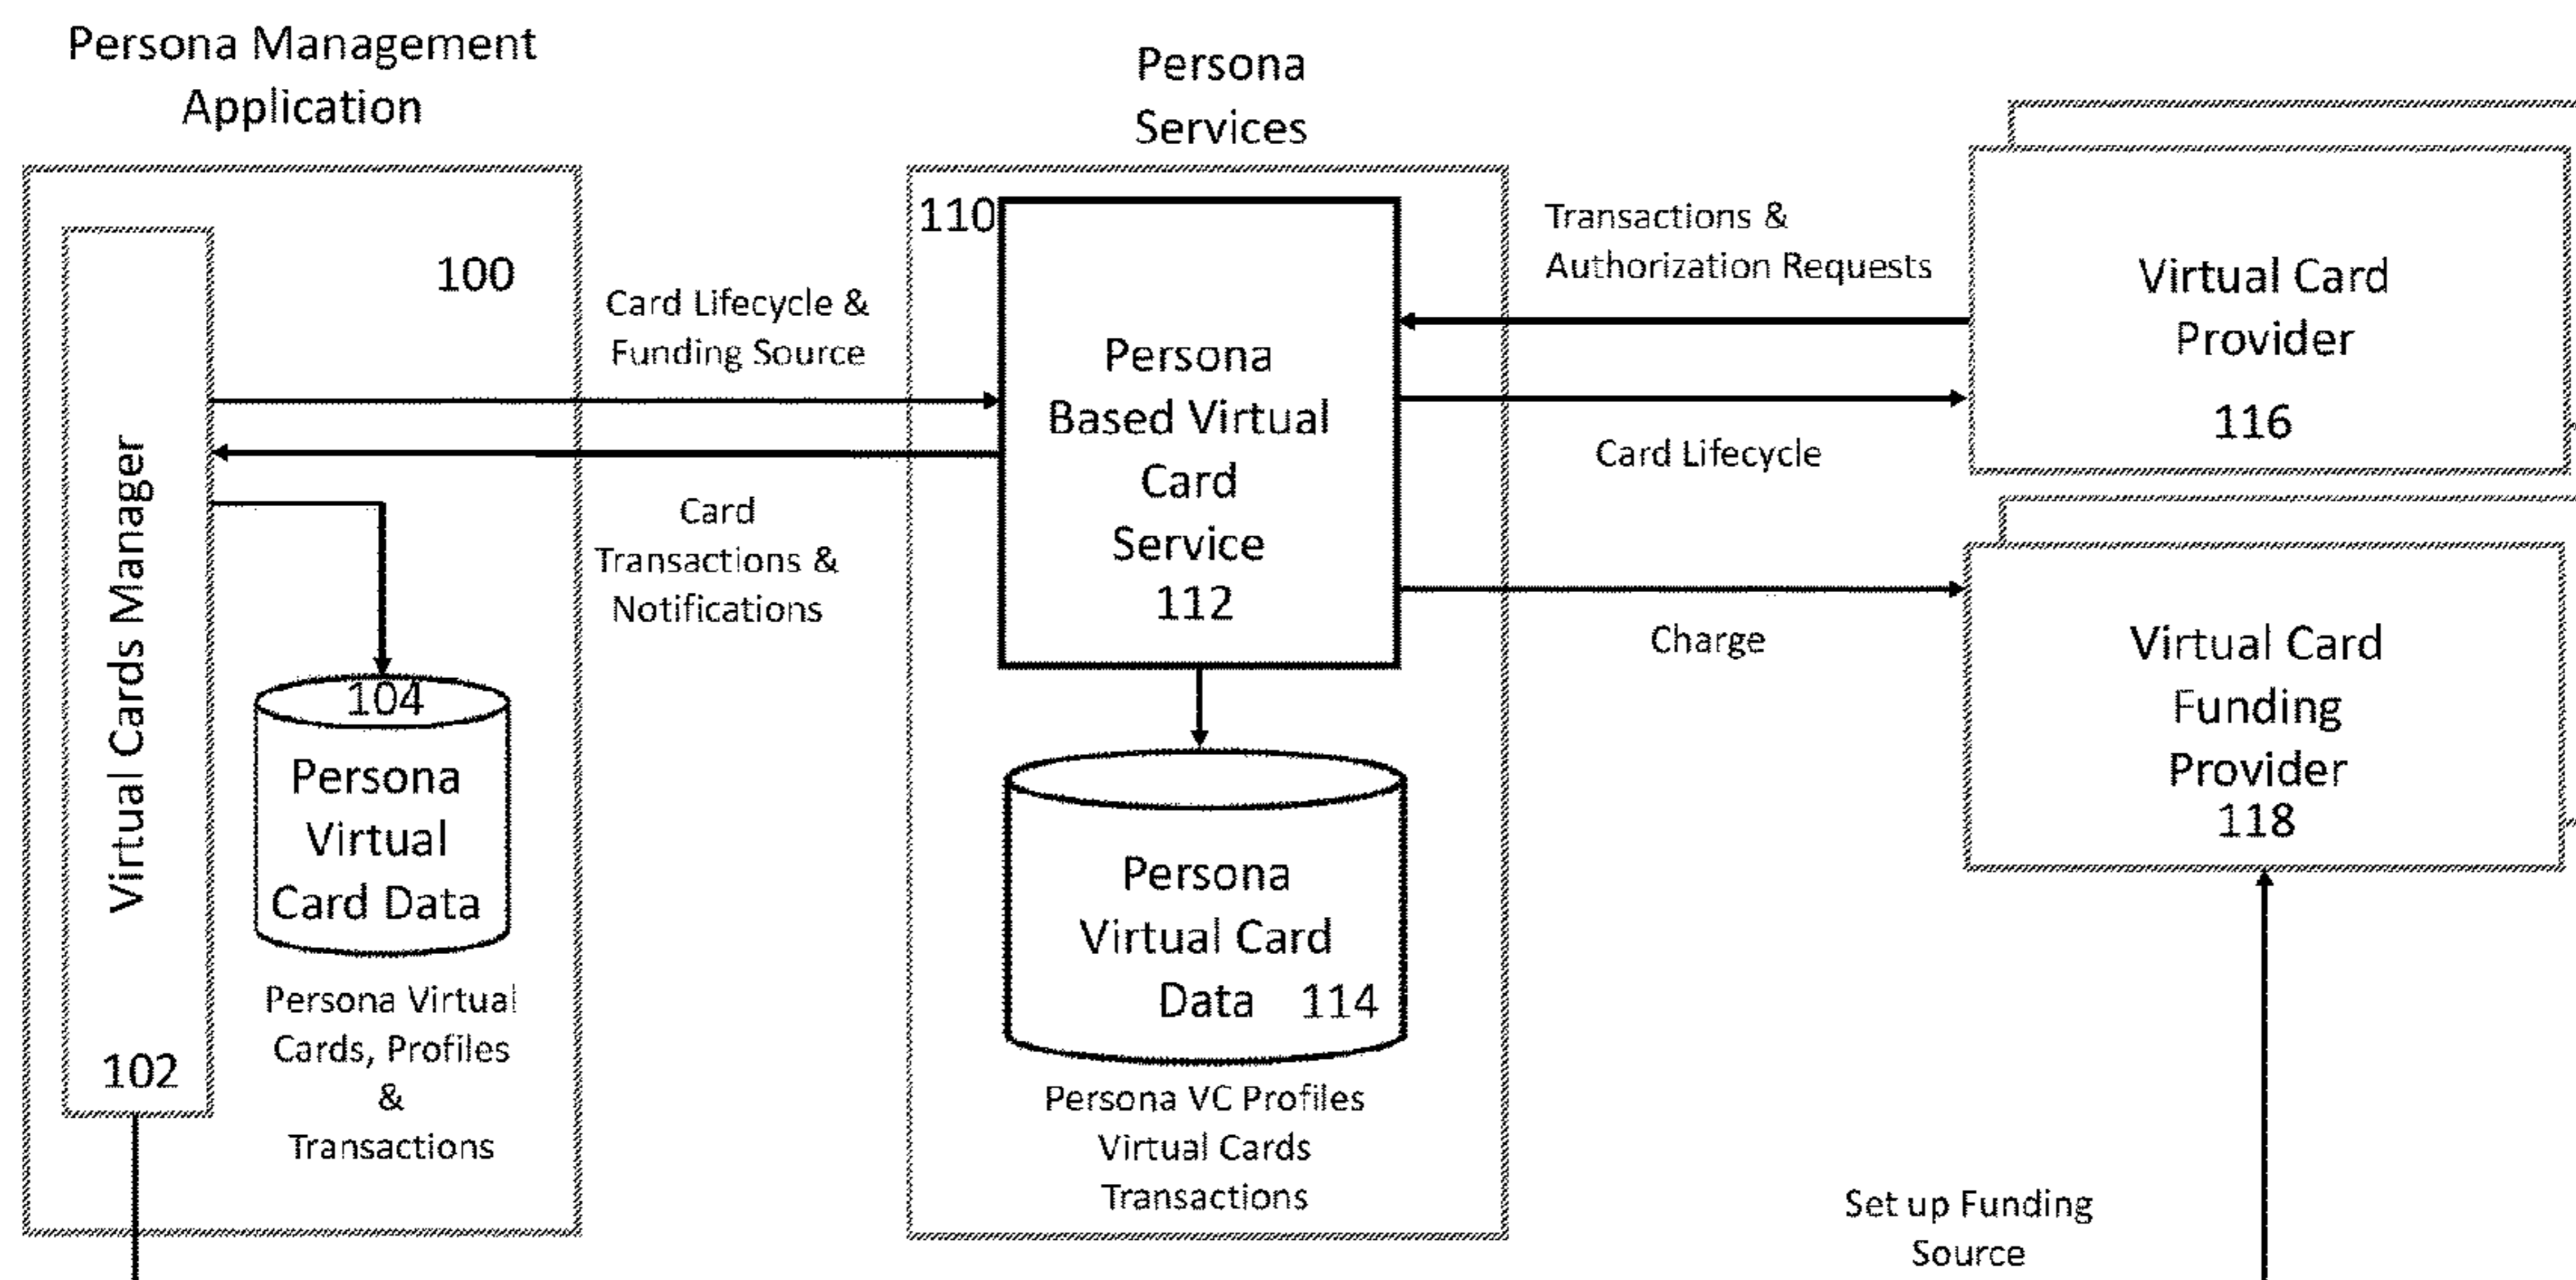 Persona Management
Application
Persona
Services
100
Virtual Cards Manager
102
104
Persona
Virtual
Card Data
Persona Virtual
Cards, Profiles
&
Transactions
Card Lifecycle &
Funding Source
Card
Transactions &
Notifications
110
Persona
Based Virtual
Card
Service
112
Persona
Virtual Card
Data 114
Persona VC Profiles
Virtual Cards
Transactions
Transactions &
Authorization Requests
Card Lifecycle
Charge
Virtual Card
Provider
116
Virtual Card
Funding
Provider
118
Set up Funding
Source